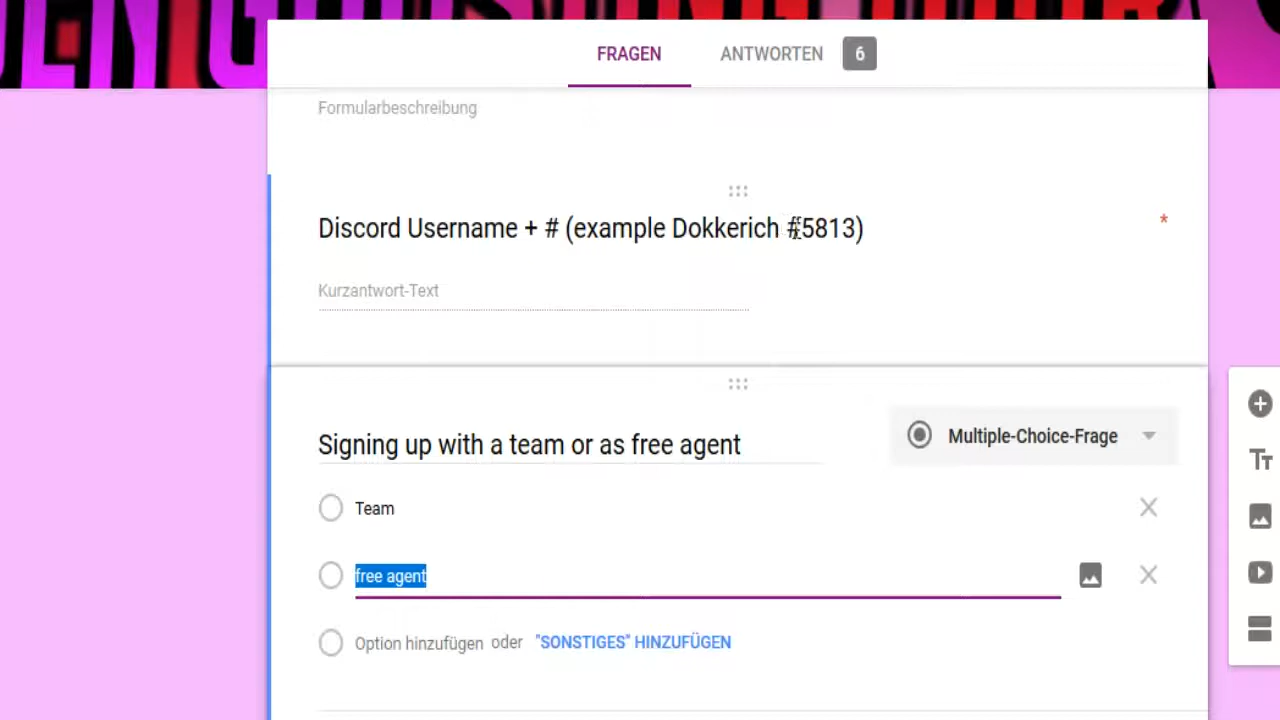 FRAGEN ANTWORTEN 6
Formularbeschreibung
Discord Username + # (example Dokkerich #5813)
*
Kurzantwort-Text
Signing up with a team or as free agent
Multiple-Choice-Frage
Team
free agent
Option hinzufügen oder "SONSTIGES" HINZUFÜGEN